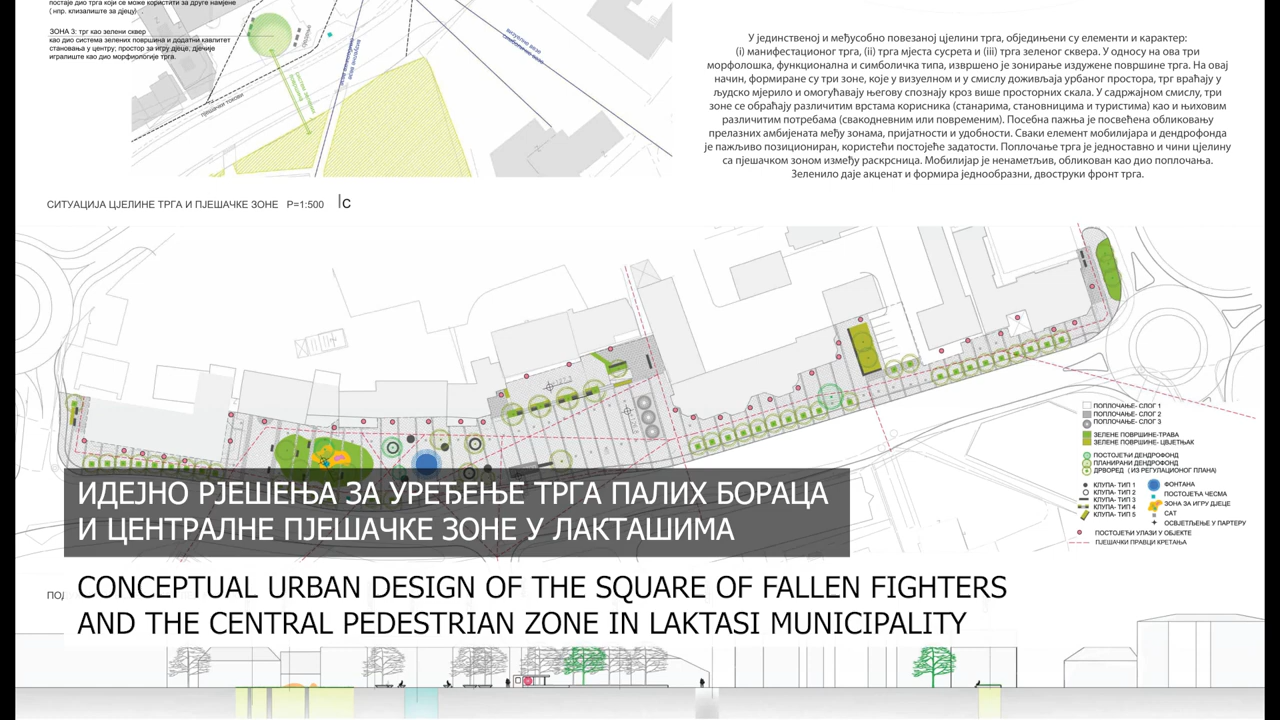 постаје дио трга који се може користити за друге намјене
( нпр. клизалиште за дјецу)
ЗОНА 3: трг као зелени сквер
као дио система зелених површина и додатни кавлитет
становања у центру; простор за игру дјеце, дјечије
игралиште као дио морфологије трга.
пјешачки токови
У јединственој и међусобно повезаној цјелини трга, обједињени су елементи и карактер:
(i) манифестационог трга, (ii) трга мјеста сусрета и (iii) трга зеленог сквера. У односу на ова три
морфолошка, функционална и симболичка типа, извршено је зонирање издужене површине трга. На овај
начин, формиране су три зоне, које у визуелном и у смислу доживљаја урбаног простора, трг враћају у
људско мјерило и омогућавају његову спознају кроз више просторних скала. У садржајном смислу, три
зоне се обраћају различитим врстама корисника (станарима, становницима и туристима) као и њиховим
различитим потребама (свакодневним или повременим). Посебна пажња је посвећена обликовању
прелазних амбијената међу зонама, пријатности и удобности. Сваки елемент мобилијара и дендрофонда
је пажљиво позициониран, користећи постојеће задатости. Поплочање трга је једноставно и чини цјелину
са пјешачком зоном између раскрсница. Мобилијар је ненаметљив, обликован као дио поплочања.
Зеленило даје акценат и формира једнообразни, двоструки фронт трга.
СИТУАЦИЈА ЦЈЕЛИНЕ ТРГА И ПЈЕШАЧКЕ ЗОНЕ Р=1:500 Ic
ПОПЛОЧАЊЕ- СЛОГ 1
ПОПЛОЧАЊЕ- СЛОГ 2
ПОПЛОЧАЊЕ- СЛОГ 3
ЗЕЛЕНЕ ПОВРШИНЕ-ТРАВА
ЗЕЛЕНЕ ПОВРШИНЕ- ЦВЈЕТЊАК
ПОСТОЈЕЋИ ДЕНДРОФОНД
ПЛАНИРАНИ ДЕНДРОФОНД
ДРВОРЕД ( ИЗ РЕГУЛАЦИОНОГ ПЛАНА)
КЛУПА- ТИП 1
КЛУПА- ТИП 2
КЛУПА- ТИП 3
КЛУПА- ТИП 4
КЛУПА- ТИП 5
ФОНТАНА
ПОСТОЈЕЋА ЧЕСМА
ЗОНА ЗА ИГРУ ДЈЕЦЕ
САТ
ОСВЈЕТЉЕЊЕ У ПАРТЕРУ
ПОСТОЈЕЋИ УЛАЗИ У ОБЈЕКТЕ
ПЈЕШАЧКИ ПРАВЦИ КРЕТАЊА
ИДЕЈНО РЈЕШЕЊА ЗА УРЕЂЕЊЕ ТРГА ПАЛИХ БОРАЦА
И ЦЕНТРАЛНЕ ПЈЕШАЧКЕ ЗОНЕ У ЛАКТАШИМА
CONCEPTUAL URBAN DESIGN OF THE SQUARE OF FALLEN FIGHTERS
AND THE CENTRAL PEDESTRIAN ZONE IN LAKTASI MUNICIPALITY